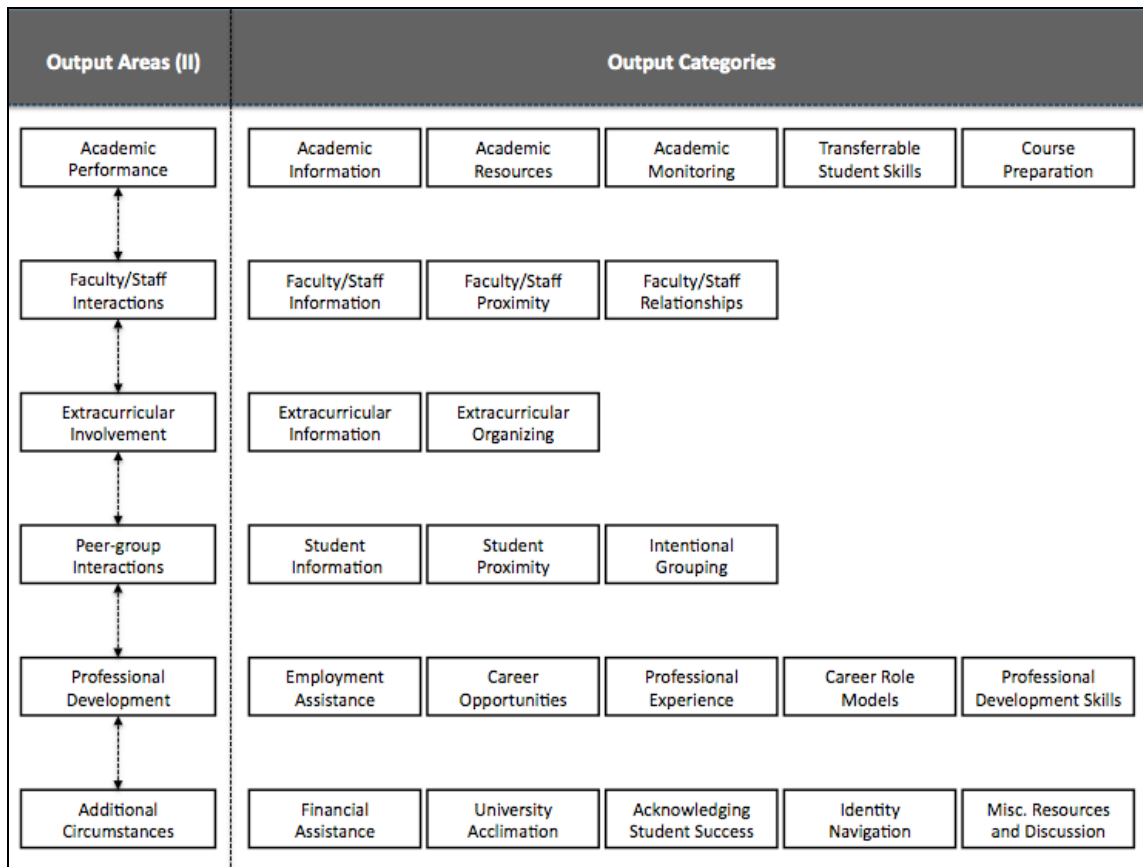 Output Areas (II)
Output Categories
Academic
Performance
Academic
Information
Academic
Resources
Academic
Monitoring
Transferrable
Student Skills
Course
Preparation
Faculty/Staff
Interactions
Faculty/Staff
Information
Faculty/Staff
Proximity
Faculty/Staff
Relationships
Extracurricular
Involvement
Extracurricular
Information
Extracurricular
Organizing
Peer-group
Interactions
Student
Information
Student
Proximity
Intentional
Grouping
Professional
Development
Employment
Assistance
Career
Opportunities
Professional
Experience
Career Role
Models
Professional
Development Skills
Additional
Circumstances
Financial
Assistance
University
Acclimation
Acknowledging
Student Success
Identity
Navigation
Misc. Resources
and Discussion